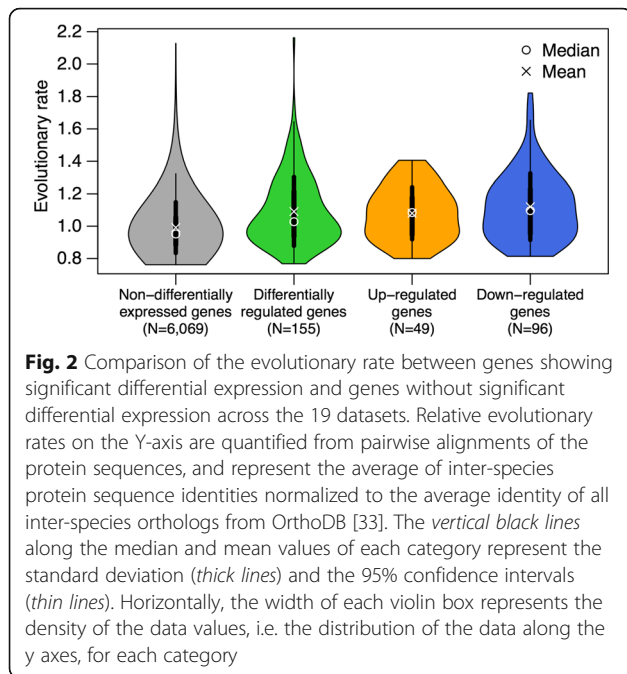 2.2
2.0
1.8
1.6
1.4
1.2
1.0
0.8
Evolutionary rate
Median
Mean
Non−differentially
expressed genes
(N=6,069)
Differentially
regulated genes
(N=155)
Up−regulated
genes
(N=49)
Down−regulated
genes
(N=96)
Fig. 2 Comparison of the evolutionary rate between genes showing
significant differential expression and genes without significant
differential expression across the 19 datasets. Relative evolutionary
rates on the Y-axis are quantified from pairwise alignments of the
protein sequences, and represent the average of inter-species
protein sequence identities normalized to the average identity of all
inter-species orthologs from OrthoDB [33]. The vertical black lines
along the median and mean values of each category represent the
standard deviation (thick lines) and the 95% confidence intervals
(thin lines). Horizontally, the width of each violin box represents the
density of the data values, i.e. the distribution of the data along the
y axes, for each category